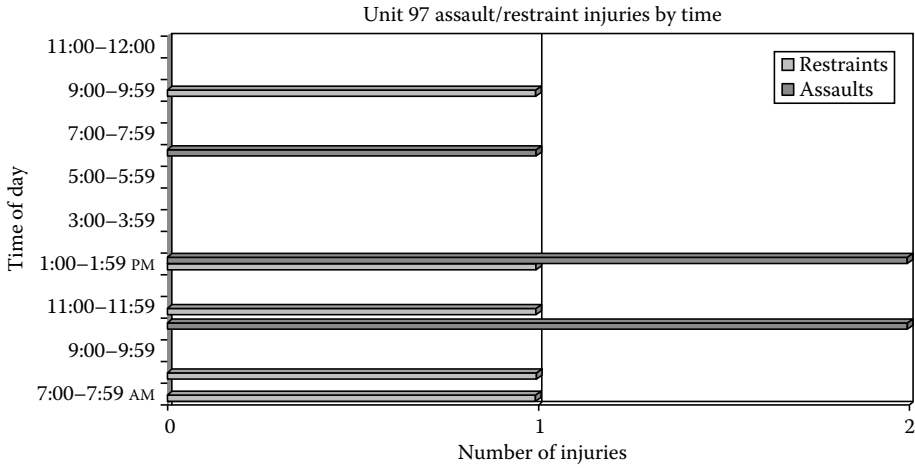 Unit 97 assault/restraint injuries by time
Restraints
Assaults
Time of day
11:00–12:00
9:00–9:59
7:00–7:59
5:00–5:59
3:00–3:59
1:00–1:59 PM
11:00–11:59
9:00–9:59
7:00–7:59 AM
0 1 2
Number of injuries